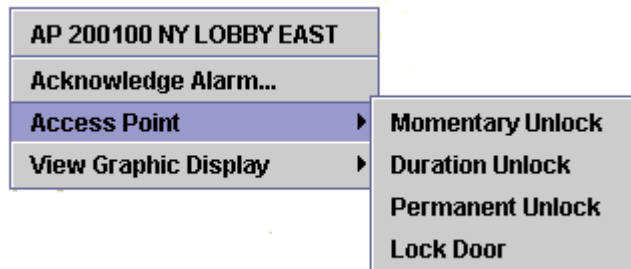 AP 200100 NY LOBBY EAST
Acknowledge Alarm...
Access Point
View Graphic Display
Momentary Unlock
Duration Unlock
Permanent Unlock
Lock Door